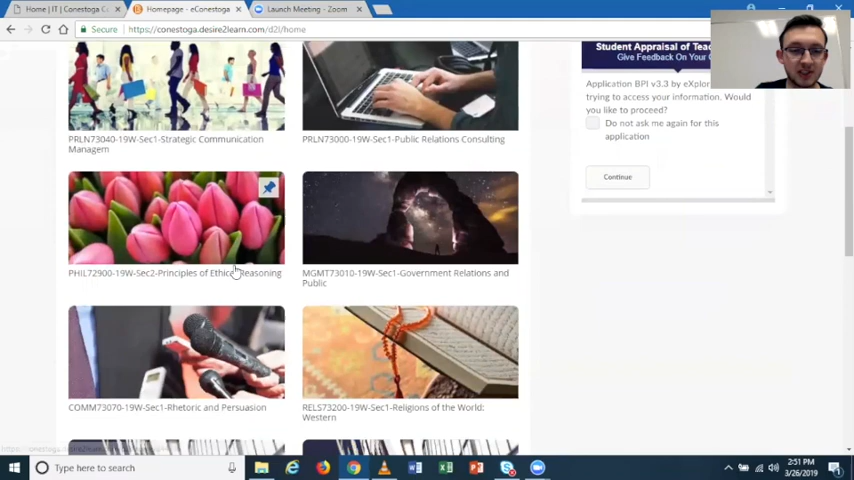 Home | IT | Conestoga C
Homepage - eConestoga
Launch Meeting - Zoom
Secure
https://conestoga.desire2learn.com/d2l/home
Student Appraisal of Teac
Give Feedback On Your
Application BPI v3.3 by eXplor
trying to access your information. Would
you like to proceed?
Do not ask me again for this
application
Continue
PRLN73040-19W-Sec1-Strategic Communication
Managem
PRLN73000-19W-Sec1-Public Relations Consulting
PHIL72900-19W-Sec2-Principles of Ethical Reasoning
MGMT73010-19W-Sec1-Government Relations and
Public
COMM73070-19W-Sec1-Rhetoric and Persuasion
RELS73200-19W-Sec1-Religions of the World:
Western
Type here to search
2:51 PM
3/26/2019